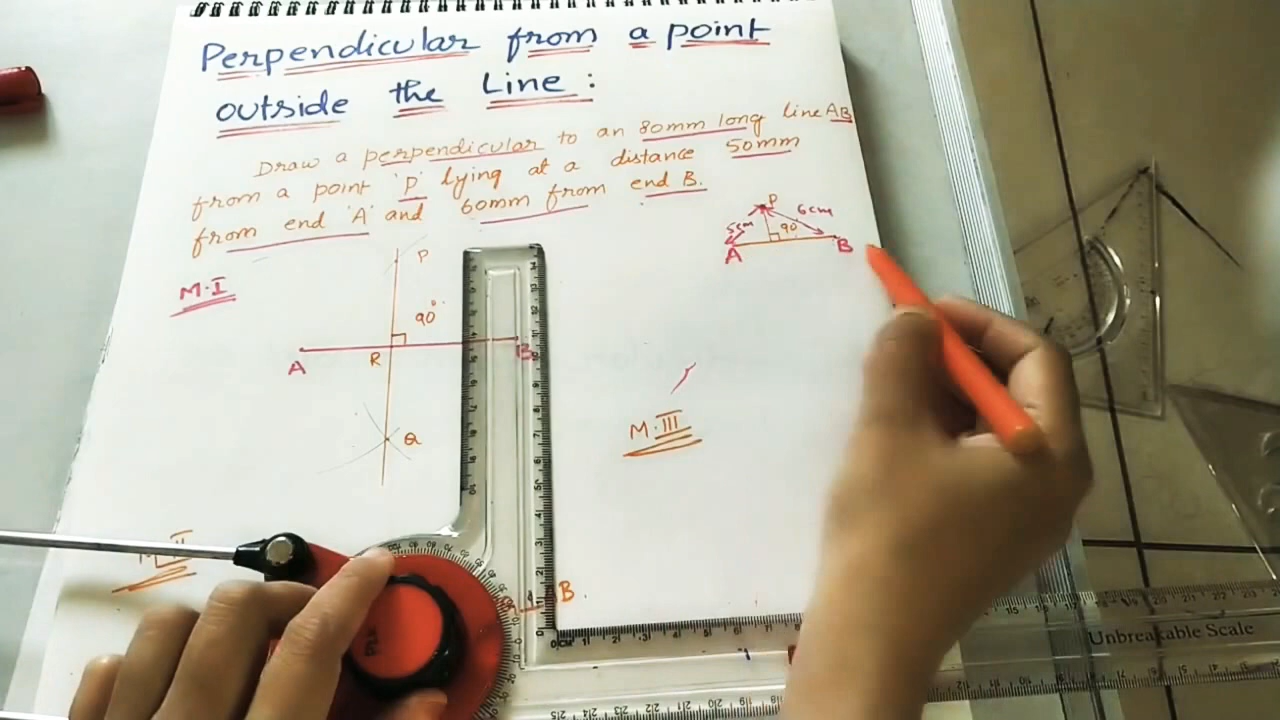 Perpendicular from a point
outside the Line:
Draw a perpendicular to an 80mm long line AB
from a point 'P' lying at a distance 50mm
from end 'A' and 60mm from end B.
P
5cm
6cm
90°
A
B
M.I
P
90°
A
R
B
Q
M.III
B
Unbreakable Scale